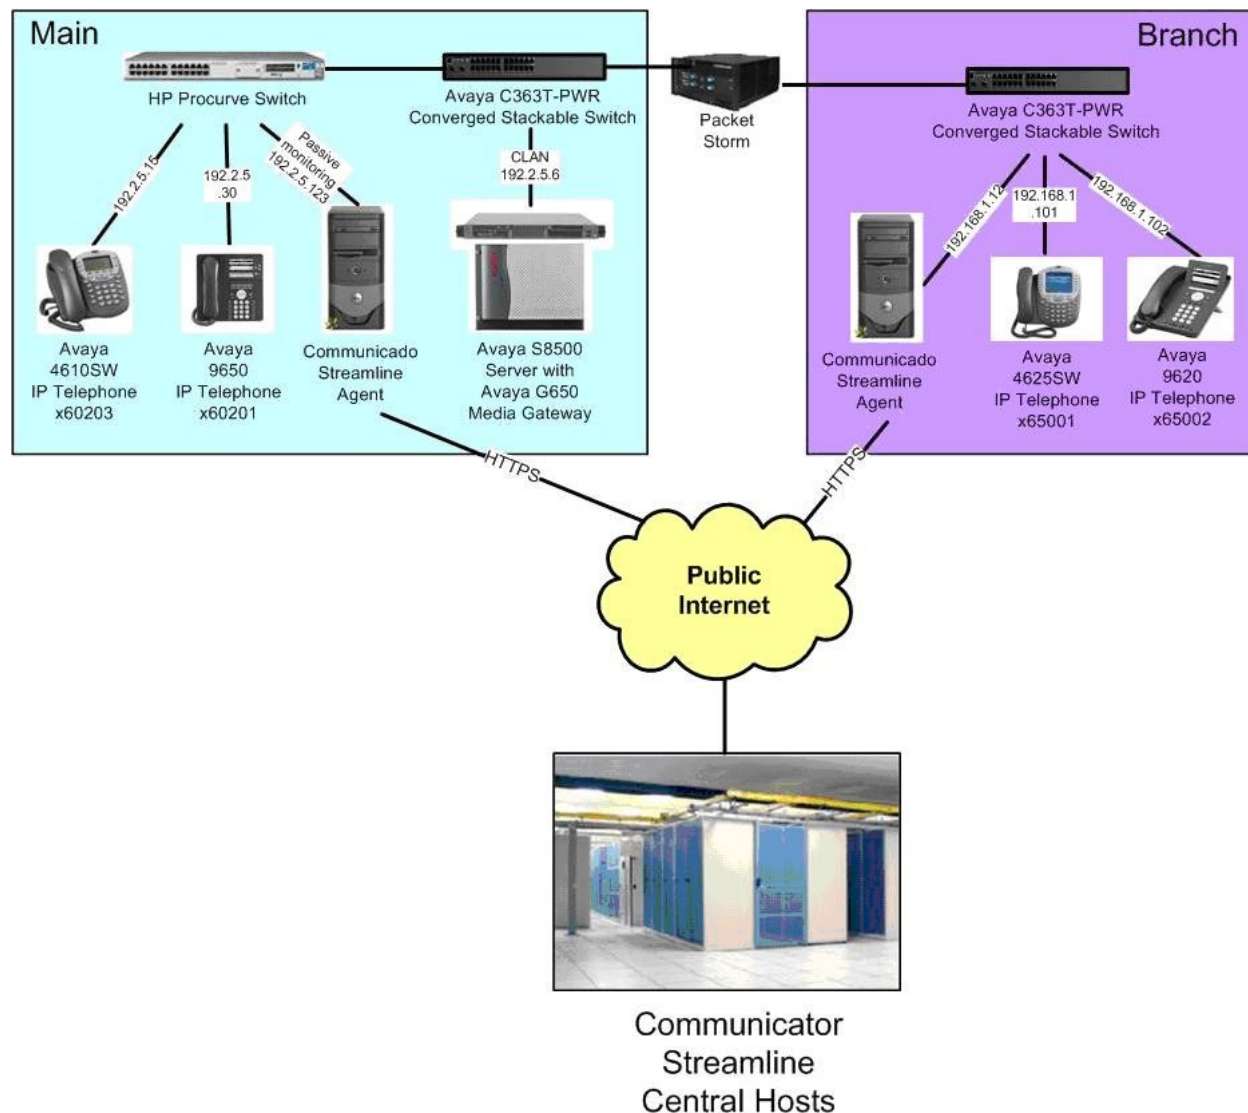 Main
Branch
HP Procurve Switch
Avaya C363T-PWR
Converged Stackable Switch
Packet
Storm
Avaya C363T-PWR
Converged Stackable Switch
192.2.5.15
192.2.5
.30
Passive
monitoring
192.2.5.123
CLAN
192.2.5.6
192.168.1.12
192.168.1
.101
192.168.1.102
Avaya
4610SW
IP Telephone
x60203
Avaya
9650
IP Telephone
x60201
Communicado
Streamline
Agent
Avaya S8500
Server with
Avaya G650
Media Gateway
Communicado
Streamline
Agent
Avaya
4625SW
IP Telephone
x65001
Avaya
9620
IP Telephone
x65002
HTTPS
HTTPS
Public
Internet
Communicator
Streamline
Central Hosts